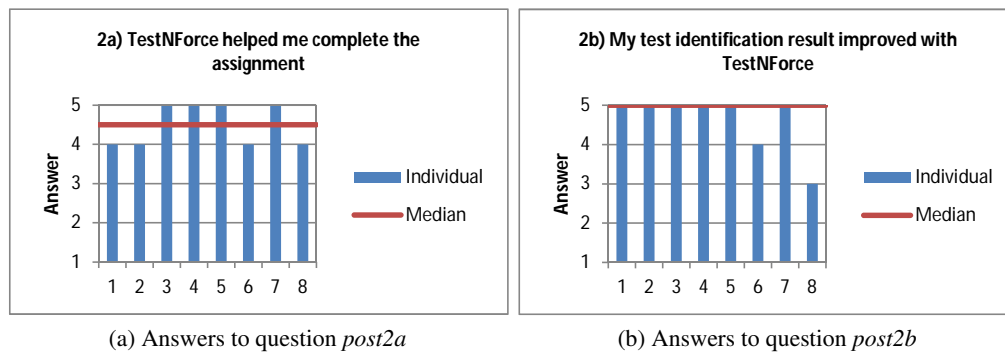 2a) TestNForce helped me complete the
assignment
5
4
3
2
1
Answer
1 2 3 4 5 6 7 8
Individual
Median
(a) Answers to question post2a
2b) My test identification result improved with
TestNForce
5
4
3
2
1
Answer
1 2 3 4 5 6 7 8
Individual
Median
(b) Answers to question post2b